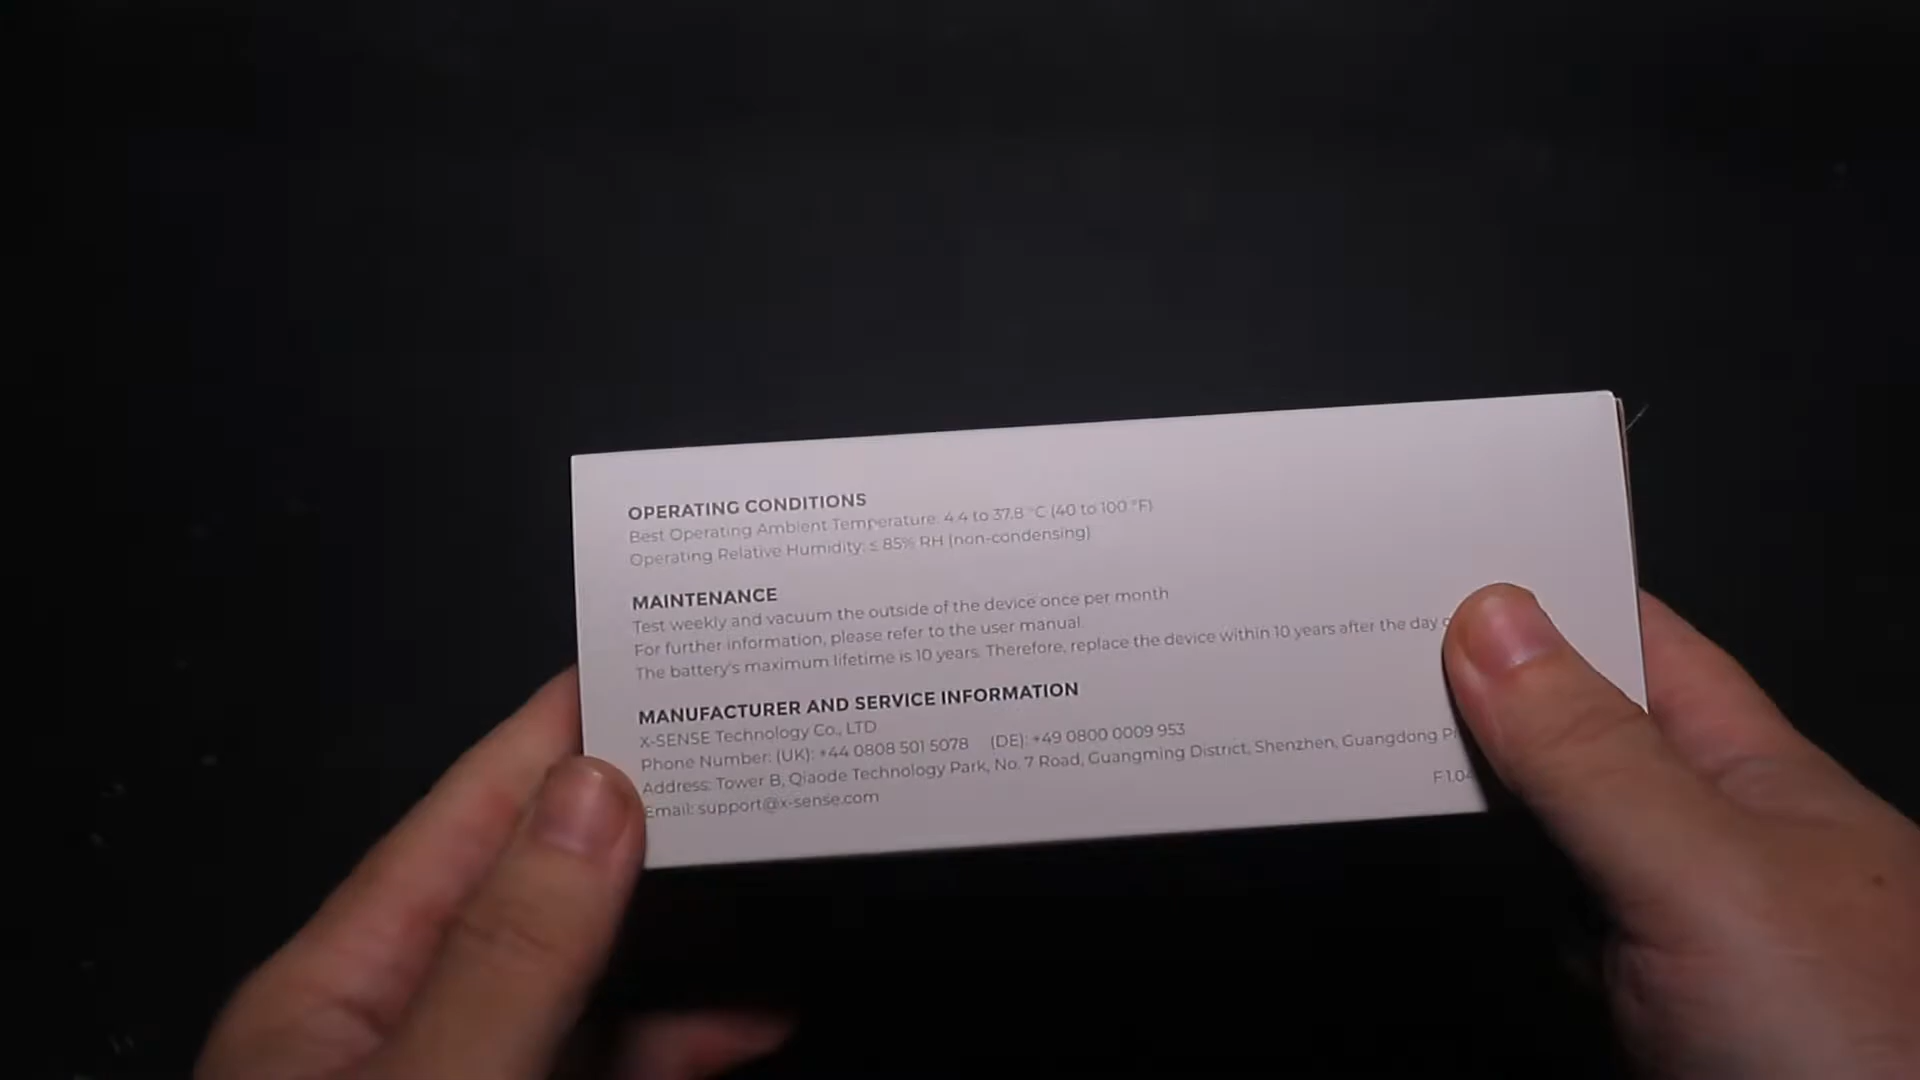 OPERATING CONDITIONS
Best Operating Ambient Temperature: 4.4 to 37.8 °C (40 to 100 °F)
Operating Relative Humidity: ≤ 85% RH (non-condensing)
MAINTENANCE
Test weekly and vacuum the outside of the device once per month
For further information, please refer to the user manual.
The battery's maximum lifetime is 10 years. Therefore, replace the device within 10 years after the day
MANUFACTURER AND SERVICE INFORMATION
X-SENSE Technology Co., LTD
Phone Number: (UK): +44 0808 501 5078 (DE): +49 0800 0009 953
Address: Tower B, Qiaode Technology Park, No. 7 Road, Guangming District, Shenzhen, Guangdong
Email: support@x-sense.com